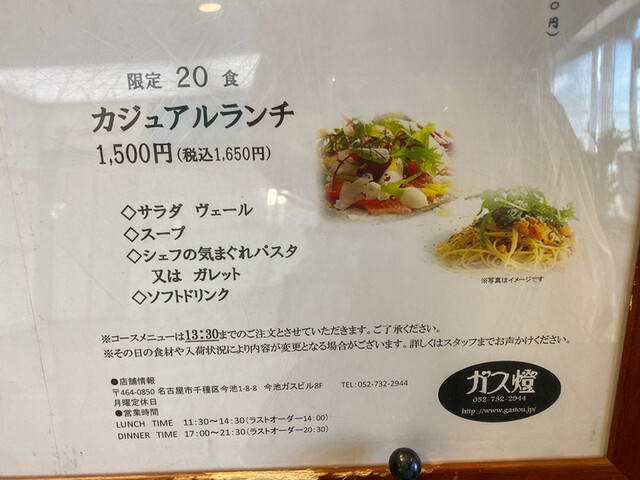 0円)
限定 20 食
カジュアルランチ
1,500円(税込1,650円)
◇サラダ ヴェール
◇スープ
◇シェフの気まぐれパスタ
又は ガレット
◇ソフトドリンク
※写真はイメージです
※コースメニューは13:30までのご注文とさせていただきます。ご了承ください。
※その日の食材や入荷状況により内容が変更となる場合がございます。詳しくはスタッフまでお声かけください。
●店舗情報
〒464-0850 名古屋市千種区今池1-8-8 今池ガスビル8F TEL:052-732-2944
月曜定休日
●営業時間
LUNCH TIME 11:30～14:30(ラストオーダー14:00)
DINNER TIME 17:00～21:30(ラストオーダー20:30)
ガス燈
052-732-2944
http://www.gastou.jp/